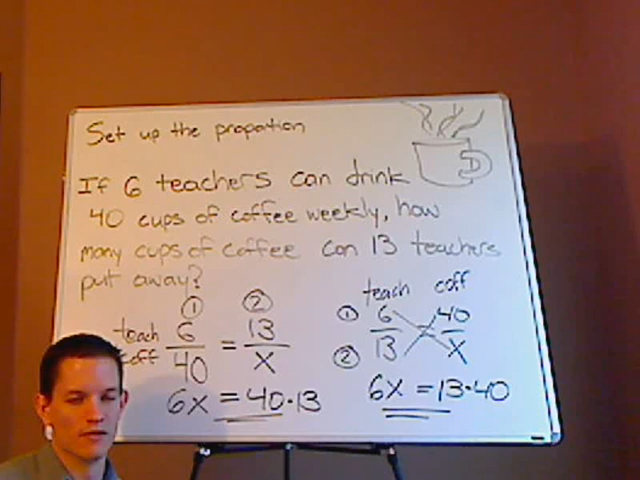 Set up the propation
If 6 teachers can drink
40 cups of coffee weekly, how
many cups of coffee can 13 teachers
put away?
① ②
teach 6 = 13
coff 40 X
6x = 40·13
teach coff
① 6 40
② 13 X
6x = 13·40